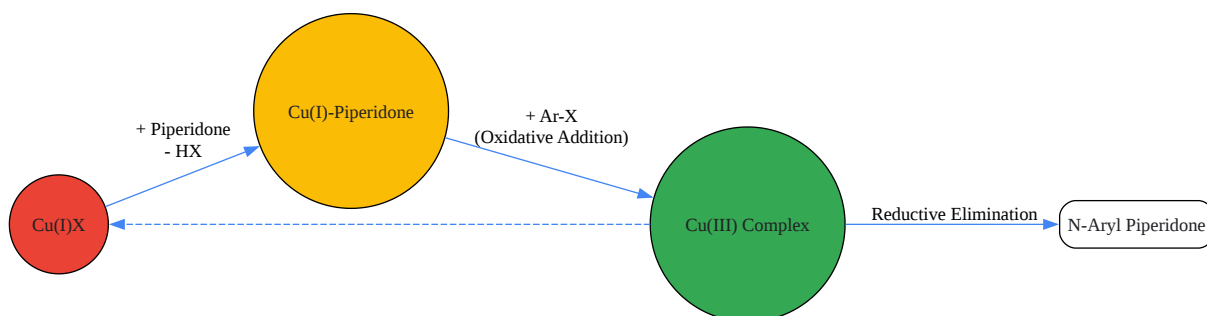 Cu(I)-Piperidone
+ Piperidone
- HX
+ Ar-X
(Oxidative Addition)
Cu(I)X
Cu(III) Complex
Reductive Elimination
N-Aryl Piperidone